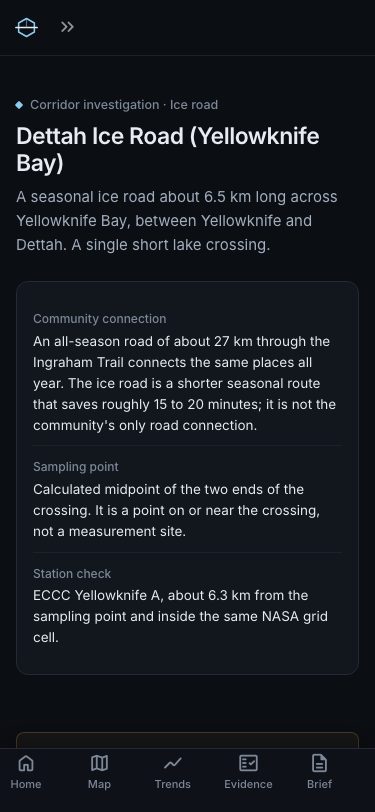 Corridor investigation · Ice road
Dettah Ice Road (Yellowknife
Bay)
A seasonal ice road about 6.5 km long across
Yellowknife Bay, between Yellowknife and
Dettah. A single short lake crossing.
Community connection
An all-season road of about 27 km through the
Ingraham Trail connects the same places all
year. The ice road is a shorter seasonal route
that saves roughly 15 to 20 minutes; it is not the
community's only road connection.
Sampling point
Calculated midpoint of the two ends of the
crossing. It is a point on or near the crossing,
not a measurement site.
Station check
ECCC Yellowknife A, about 6.3 km from the
sampling point and inside the same NASA grid
cell.
Home Map Trends Evidence Brief